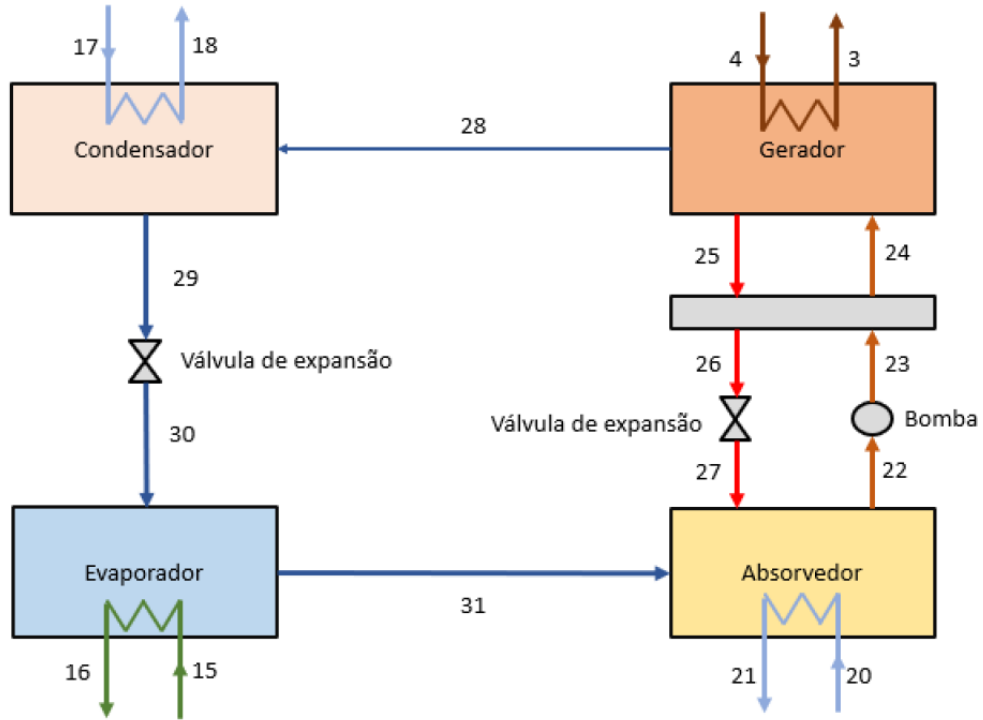 17
18
4
3
Condensador
28
Gerador
29
25
24
Válvula de expansão
26
23
Válvula de expansão
Bomba
30
27
22
Evaporador
31
Absorvedor
16
15
21
20